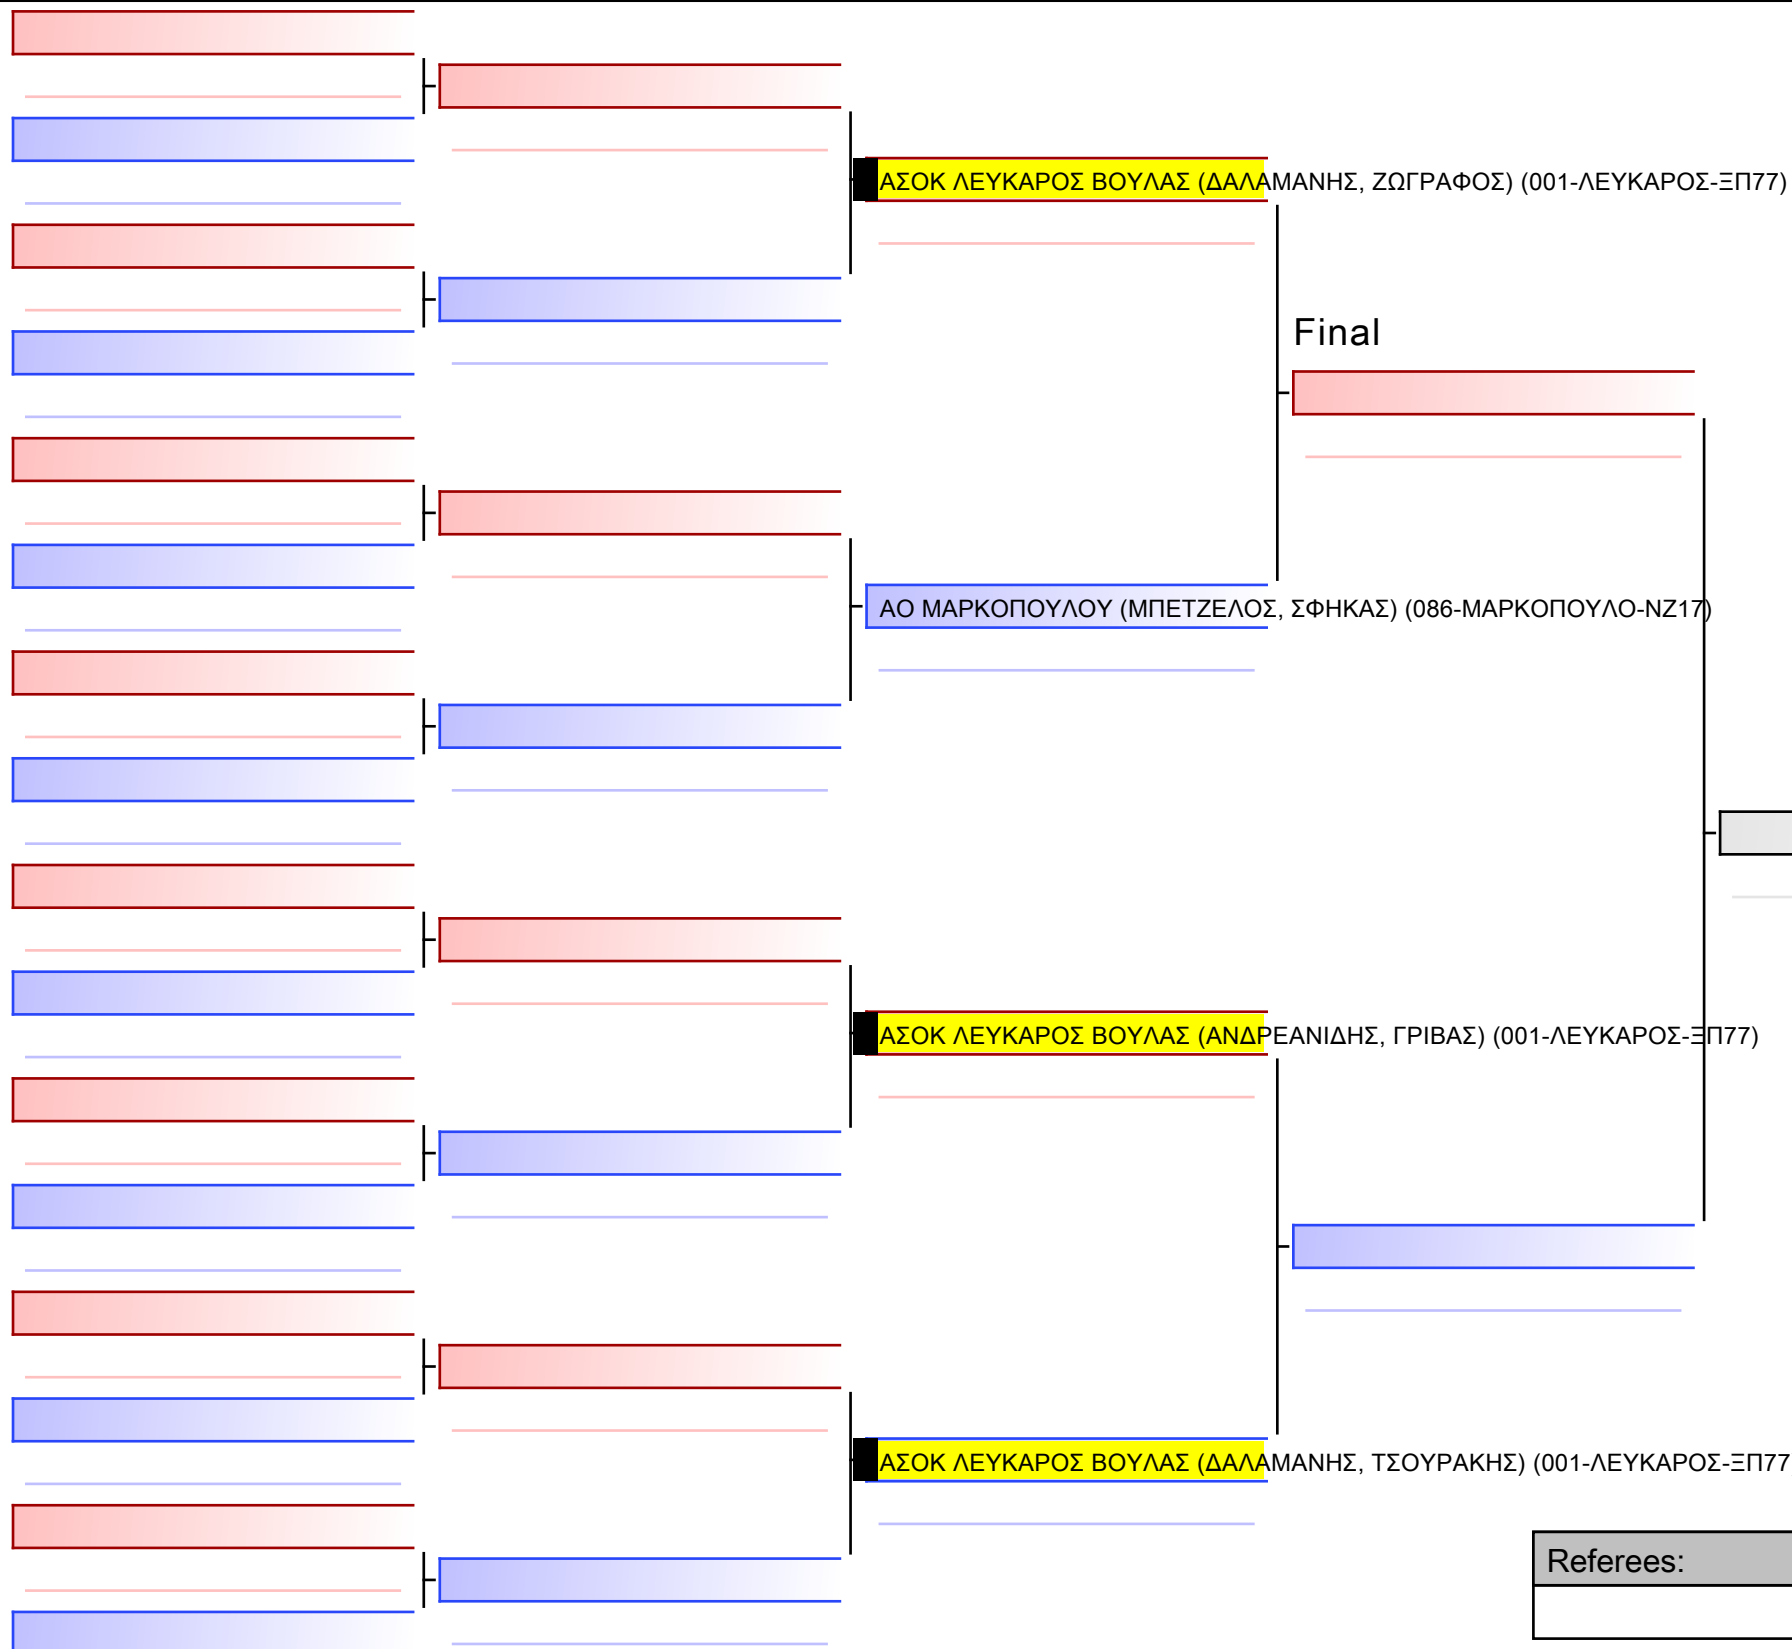 ΑΣΟΚ ΛΕΥΚΑΡΟΣ ΒΟΥΛΑΣ (ΔΑΛΑΜΑΝΗΣ, ΖΩΓΡΑΦΟΣ) (001-ΛΕΥΚΑΡΟΣ-ΞΠ77)
Final
ΑΟ ΜΑΡΚΟΠΟΥΛΟΥ (ΜΠΕΤΖΕΛΟΣ, ΣΦΗΚΑΣ) (086-ΜΑΡΚΟΠΟΥΛΟ-ΝΖ17)
ΑΣΟΚ ΛΕΥΚΑΡΟΣ ΒΟΥΛΑΣ (ΑΝΔΡΕΑΝΙΔΗΣ, ΓΡΙΒΑΣ) (001-ΛΕΥΚΑΡΟΣ-ΞΠ77)
ΑΣΟΚ ΛΕΥΚΑΡΟΣ ΒΟΥΛΑΣ (ΔΑΛΑΜΑΝΗΣ, ΤΣΟΥΡΑΚΗΣ) (001-ΛΕΥΚΑΡΟΣ-ΞΠ77
Referees: